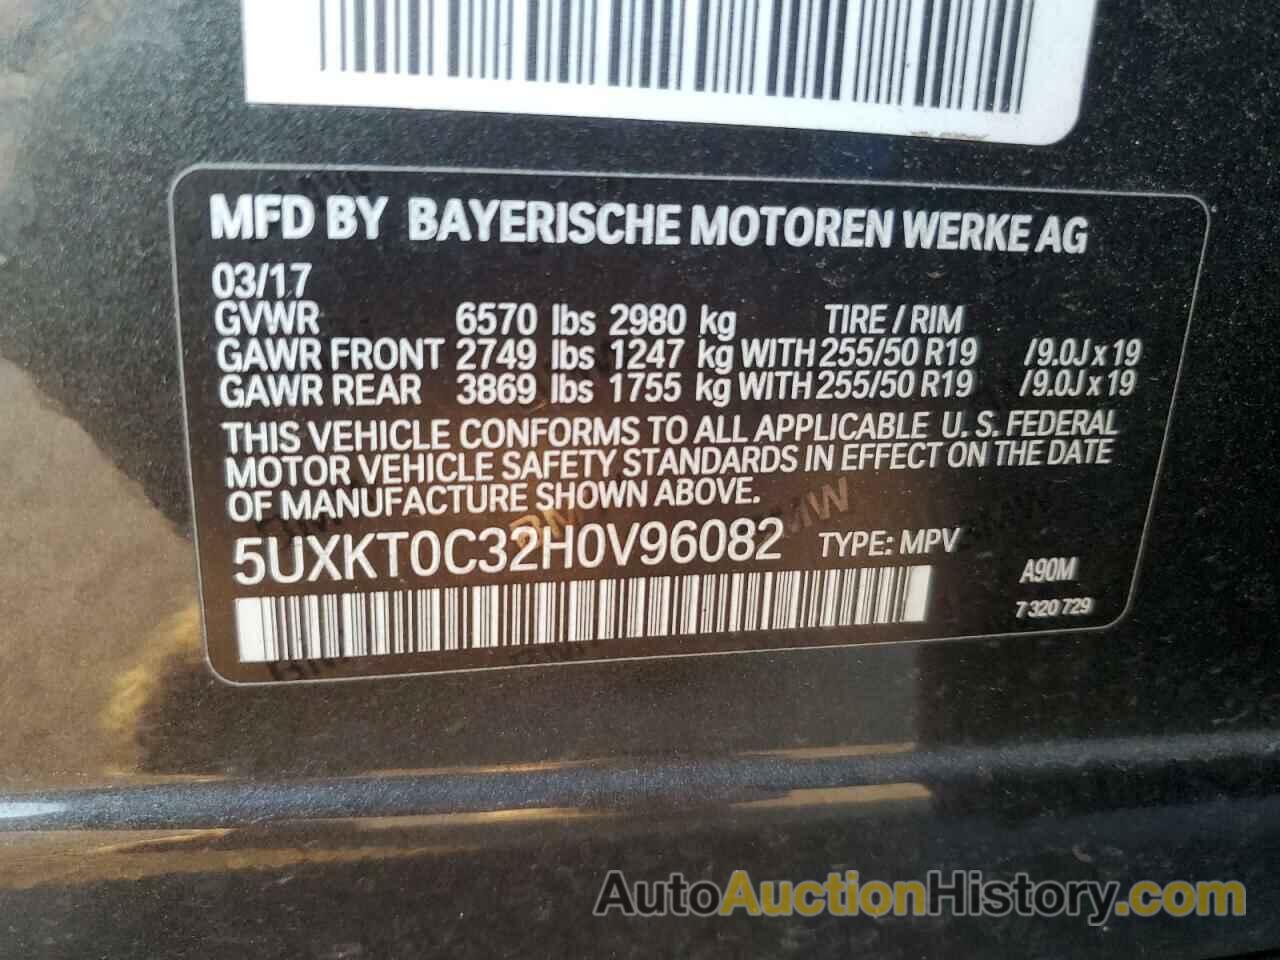 MFD BY BAYERISCHE MOTOREN WERKE AG
03/17
GVWR 6570 lbs 2980 kg TIRE / RIM
GAWR FRONT 2749 lbs 1247 kg WITH 255/50 R19 /9.0J x 19
GAWR REAR 3869 lbs 1755 kg WITH 255/50 R19 /9.0J x 19
THIS VEHICLE CONFORMS TO ALL APPLICABLE U. S. FEDERAL
MOTOR VEHICLE SAFETY STANDARDS IN EFFECT ON THE DATE
OF MANUFACTURE SHOWN ABOVE.
5UXKT0C32H0V96082 TYPE: MPV
A90M
7 320 729
AutoAuctionHistory.com